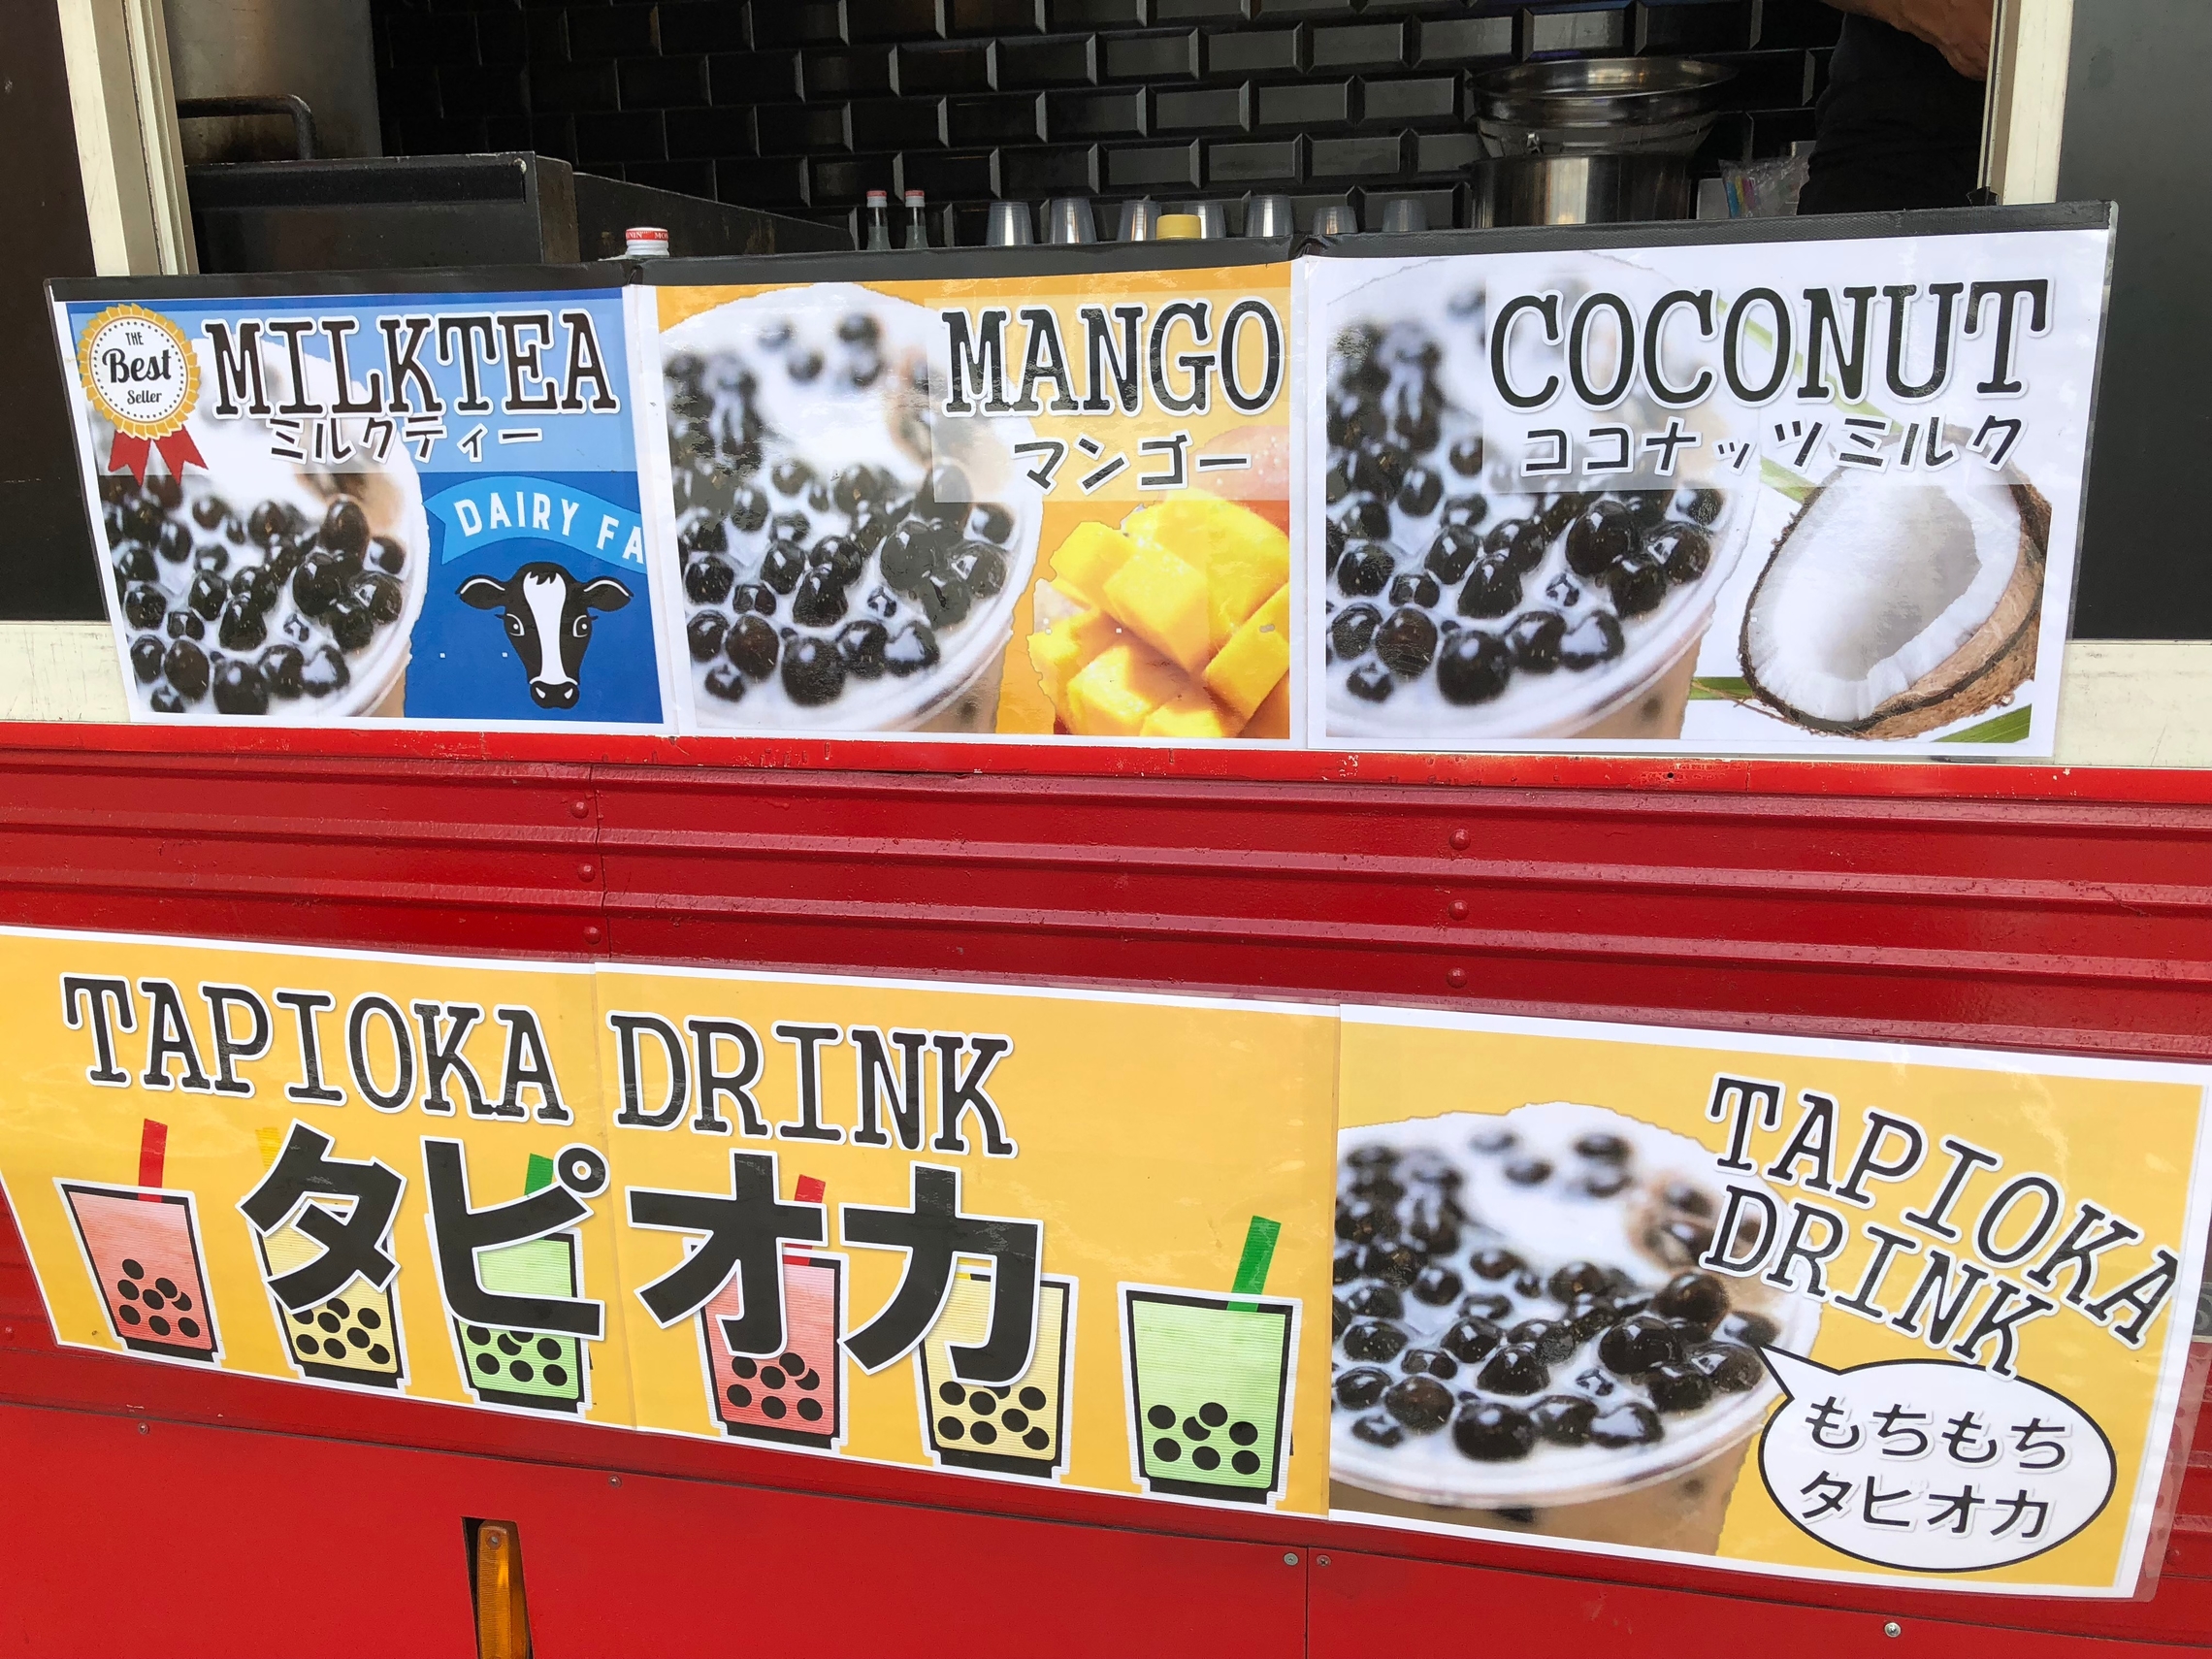 THE
Best
Seller
MILKTEA
ミルクティー
DAIRY FA
MANGO
マンゴー
COCONUT
ココナッツミルク
TAPIOKA DRINK
タピオカ
TAPIOKA
DRINK
もちもち
タピオカ